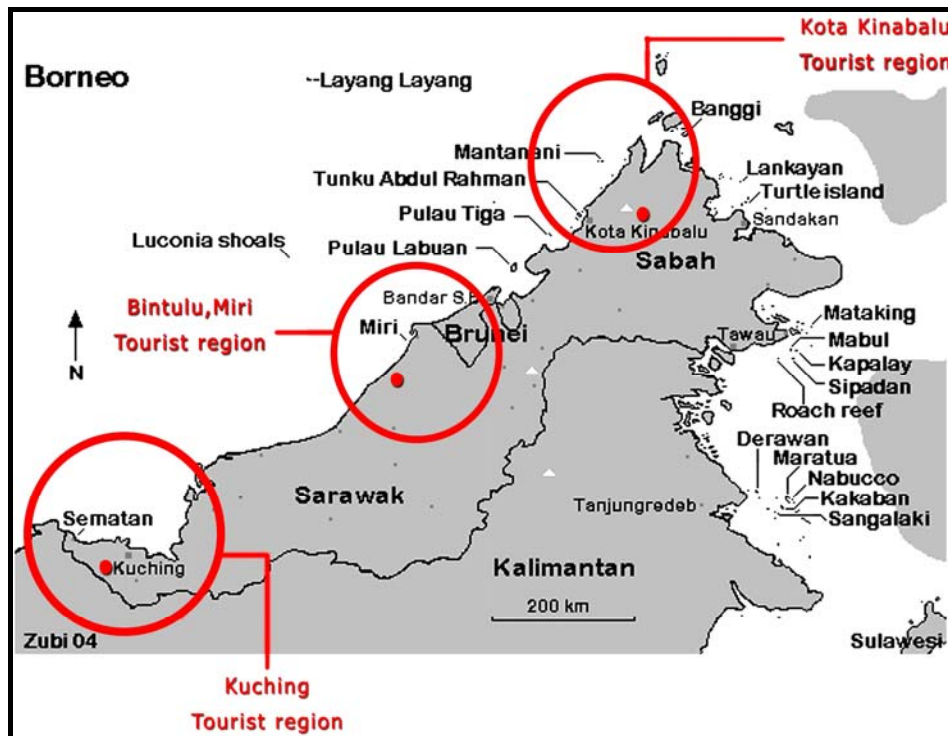 Kota Kinabalu
Tourist region
Borneo
Layang Layang
Banggi
Mantanani
Lankayan
Tunku Abdul Rahman
Turtle island
Pulau Tiga
Sandakan
Kota Kinabalu
Luconia shoals
Pulau Labuan
Sabah
Bandar S.B
Bintulu,Miri
Tourist region
Miri
Brunei
Mataking
Tawau
Mabul
N
Kapalay
Sipadan
Roach reef
Derawan
Maratua
Sarawak
Nabucco
Tanjungredeb
Kakaban
Sematan
Sangalaki
Kuching
Kalimantan
200 km
Zubi 04
Sulawesi
Kuching
Tourist region